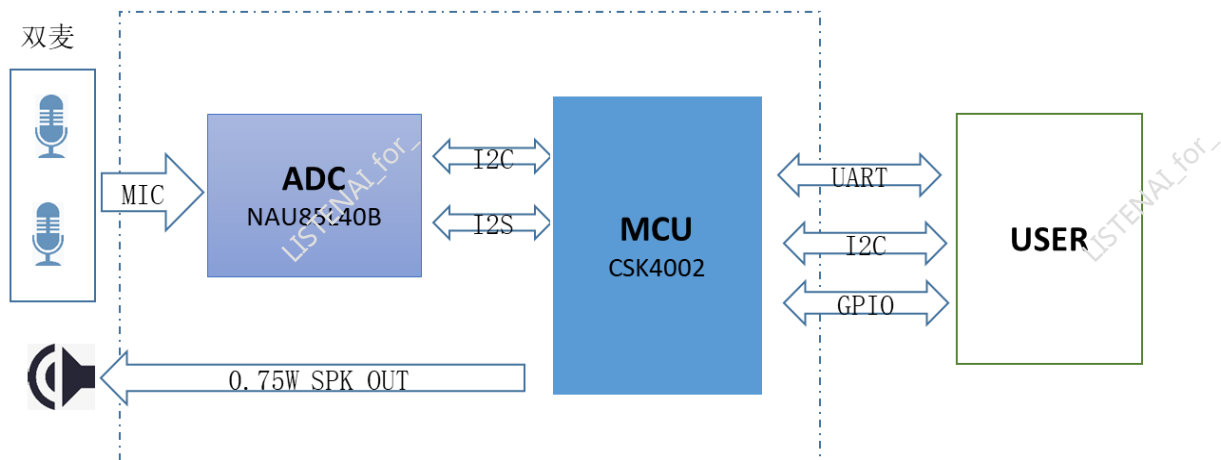 双麦
MIC
ADC
NAU85L40B
I2C
I2S
MCU
CSK4002
UART
I2C
GPIO
USER
0.75W SPK OUT
LISTENAI_for_
LISTENAI_for_